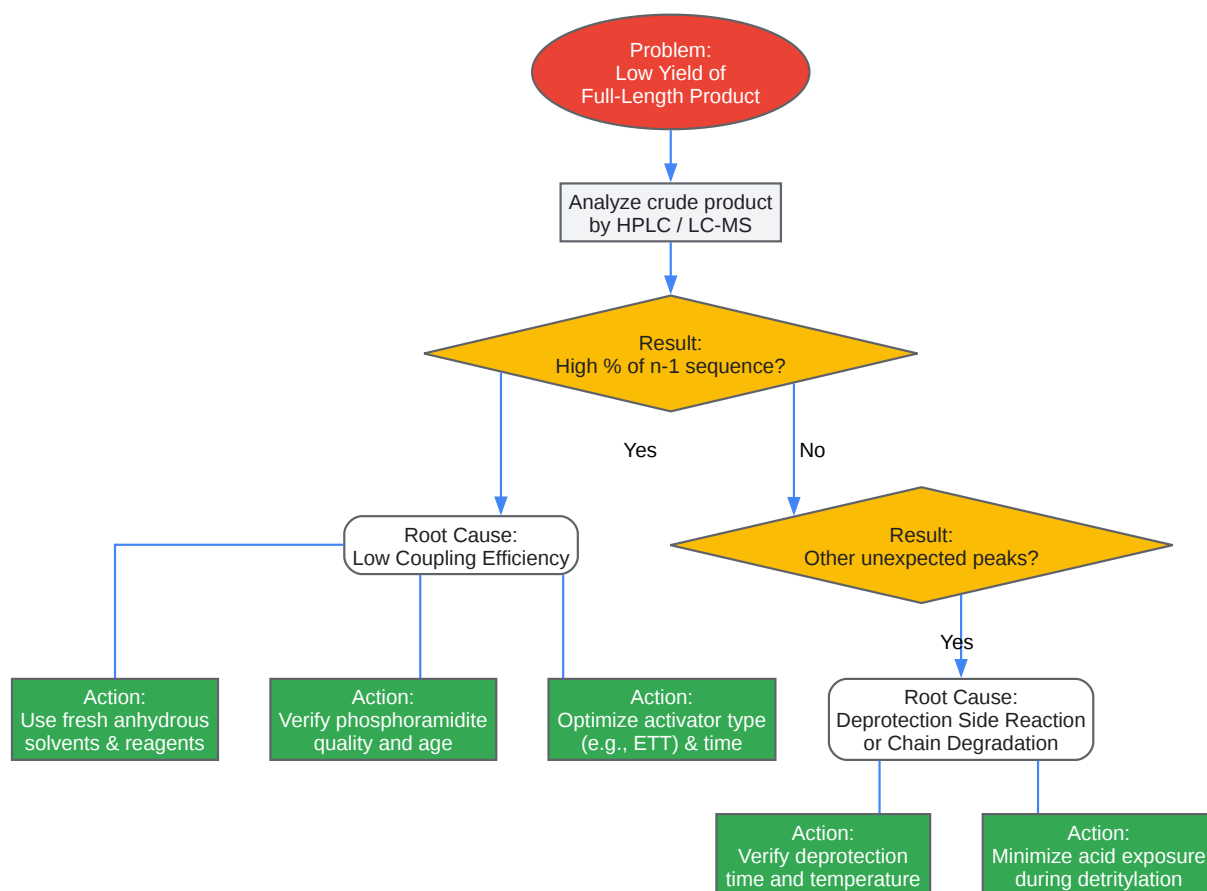 Problem:
Low Yield of
Full-Length Product
Analyze crude product
by HPLC / LC-MS
Result:
High % of n-1 sequence?
Yes
No
Root Cause:
Low Coupling Efficiency
Result:
Other unexpected peaks?
Yes
Action:
Use fresh anhydrous
solvents & reagents
Action:
Verify phosphoramidite
quality and age
Action:
Optimize activator type
(e.g., ETT) & time
Root Cause:
Deprotection Side Reaction
or Chain Degradation
Action:
Verify deprotection
time and temperature
Action:
Minimize acid exposure
during detritylation